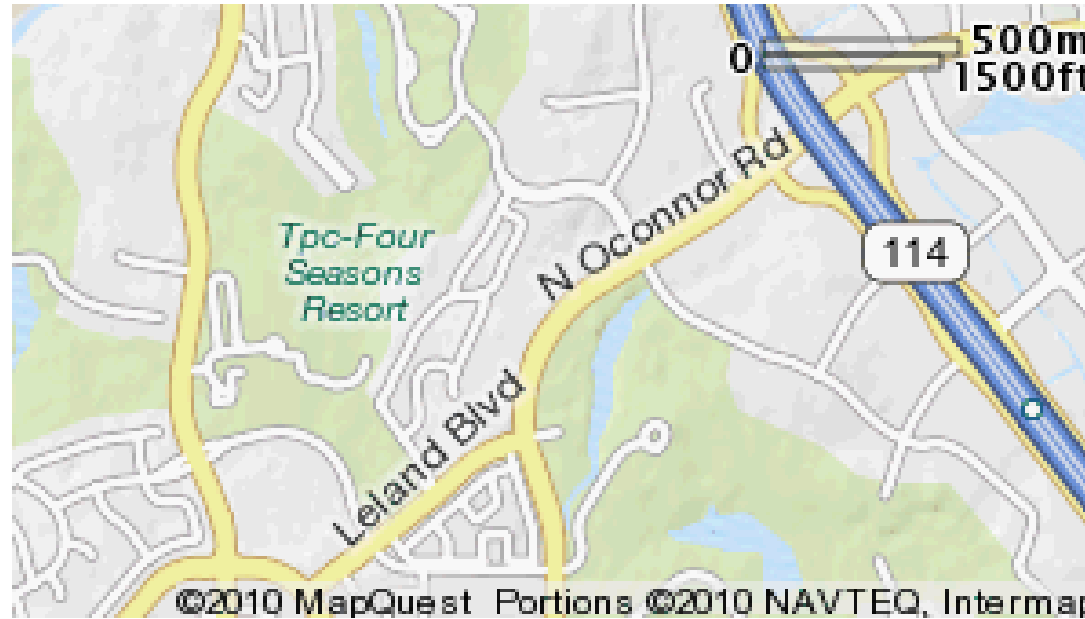 0
500m
1500ft
N Oconnor Rd
114
Tpc-Four
Seasons
Resort
Leland Blvd
©2010 MapQuest Portions ©2010 NAVTEQ, Intermap